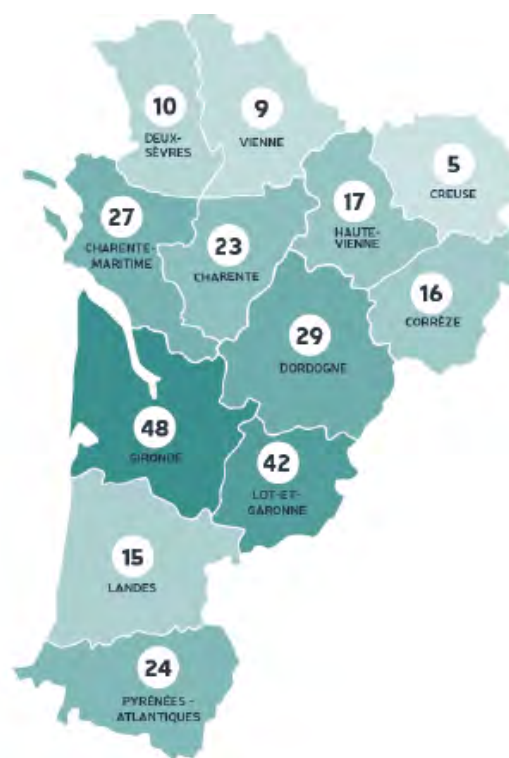 10
DEUX-
SÈVRES
9
VIENNE
5
CREUSE
17
HAUTE-
VIENNE
27
CHARENTE-
MARITIME
23
CHARENTE
16
CORRÈZE
29
DORDOGNE
48
GIRONDE
42
LOT-ET-
GARONNE
15
LANDES
24
PYRÉNÉES -
ATLANTIQUES